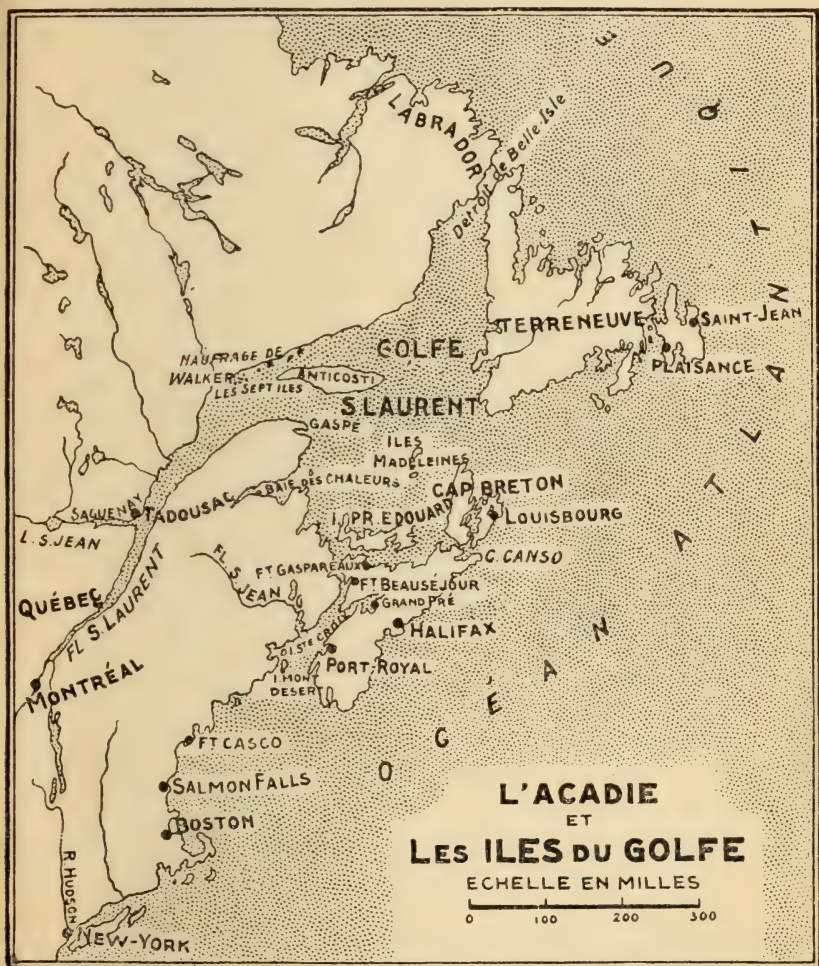 LABRADOR
Détroit de Belle-Isle
OCÉAN ATLANTIQUE
TERRENEUVE
SAINT-JEAN
PLAISANCE
GOLFE
S LAURENT
NAUFRAGE DE
WALKER
LES SEPT ILES
ANTICOSTI
GASPÉ
ILES
MADELEINES
BAIE DES CHALEURS
CAP BRETON
I. PR. EDOUARD
LOUISBOURG
C. CANSO
SAGUENAY
TADOUSAC
L. S. JEAN
FL S. LAURENT
QUÉBEC
MONTRÉAL
FL S. JEAN
FT GASPAREAUX
FT BEAUSÉJOUR
GRAND PRÉ
HALIFAX
I. STE CROIX
PORT-ROYAL
I. MONT
DESERT
FT CASCO
SALMON FALLS
BOSTON
R. HUDSON
NEW-YORK
L'ACADIE
ET
LES ILES DU GOLFE
ECHELLE EN MILLES
0 100 200 300